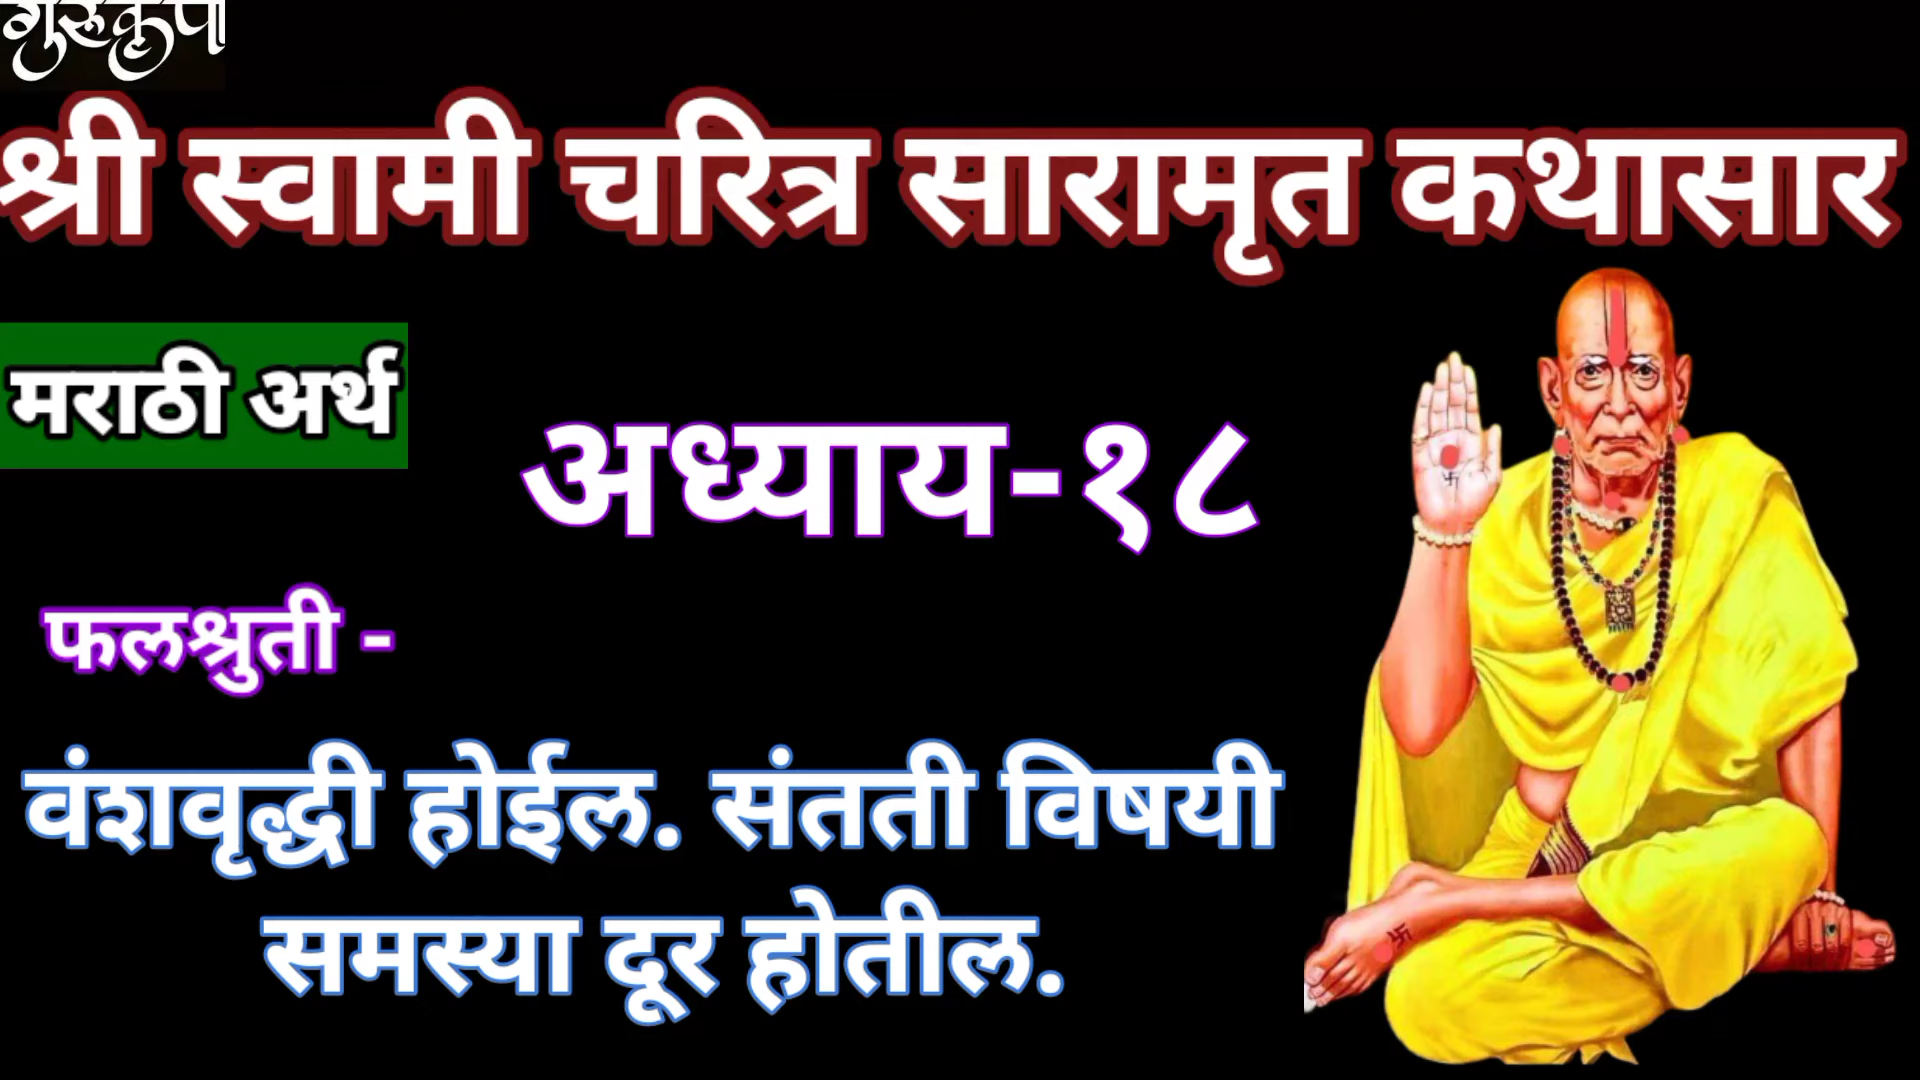 गुरुकृपा
श्री स्वामी चरित्र सारामृत कथासार
मराठी अर्थ
अध्याय-१८
फलश्रुती -
वंशवृद्धी होईल. संतती विषयी
समस्या दूर होतील.